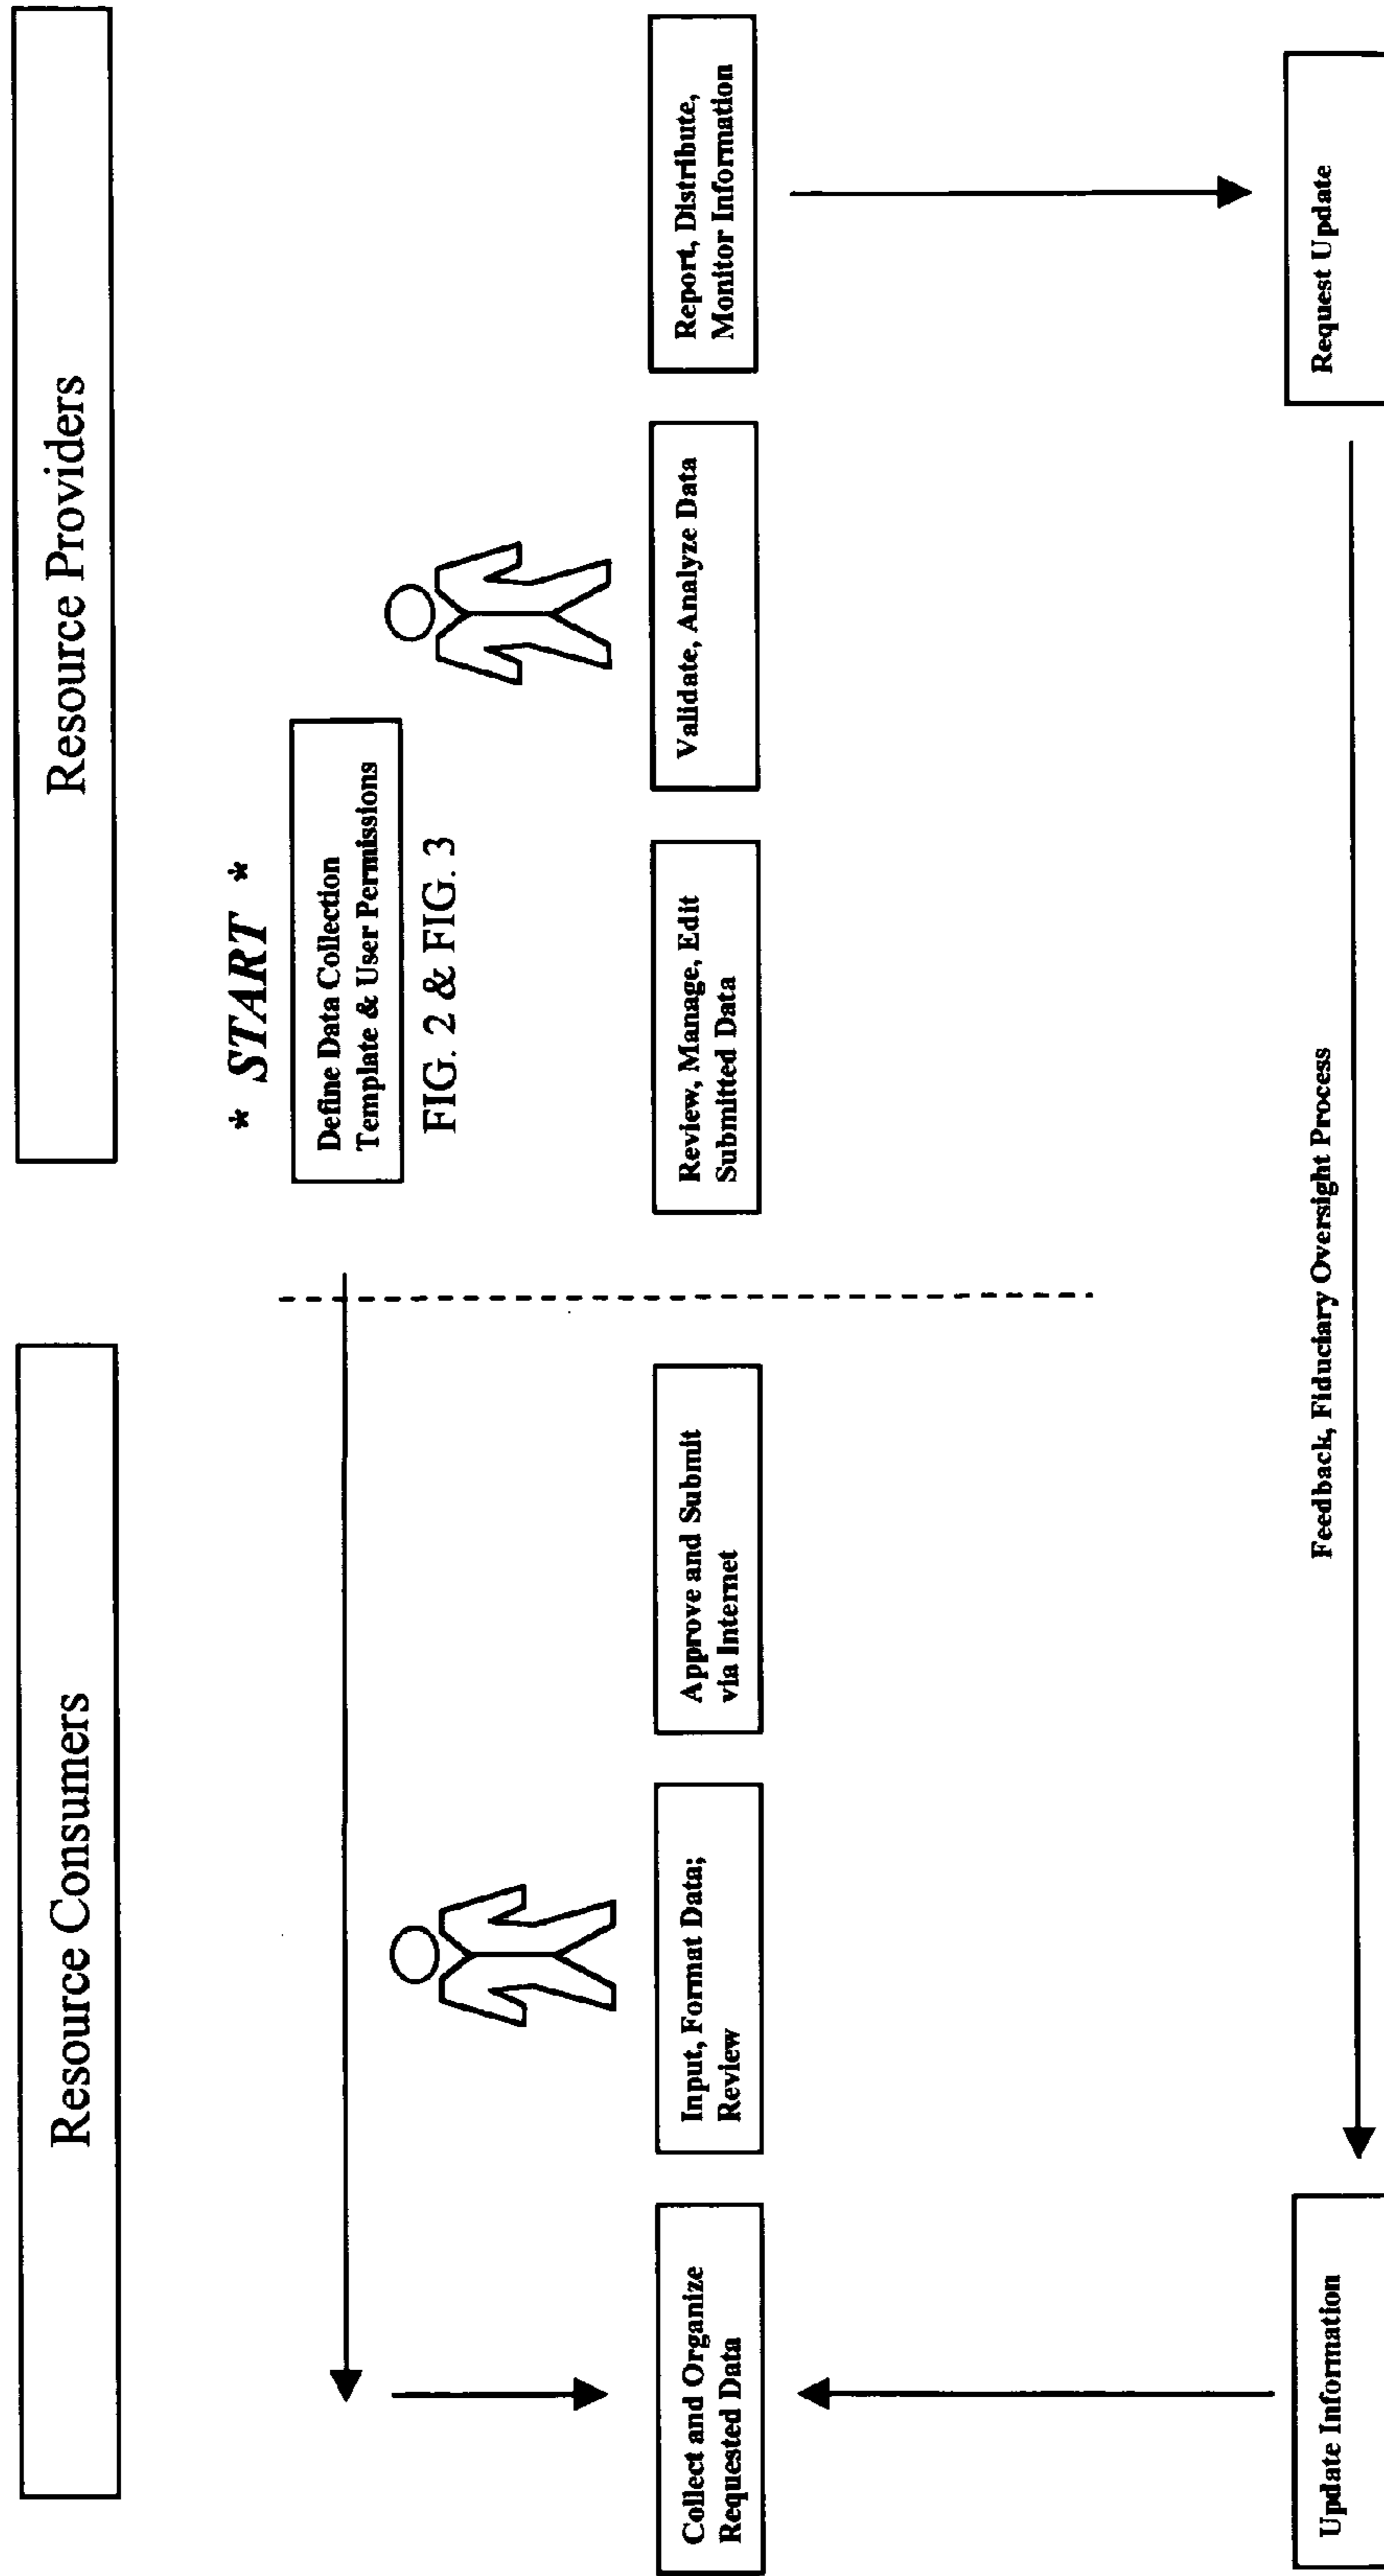 Resource Consumers
Resource Providers
* START *
Define Data Collection
Template & User Permissions
FIG. 2 & FIG. 3
Collect and Organize
Requested Data
Input, Format Data;
Review
Approve and Submit
via Internet
Review, Manage, Edit
Submitted Data
Validate, Analyze Data
Report, Distribute,
Monitor Information
Update Information
Feedback, Fiduciary Oversight Process
Request Update